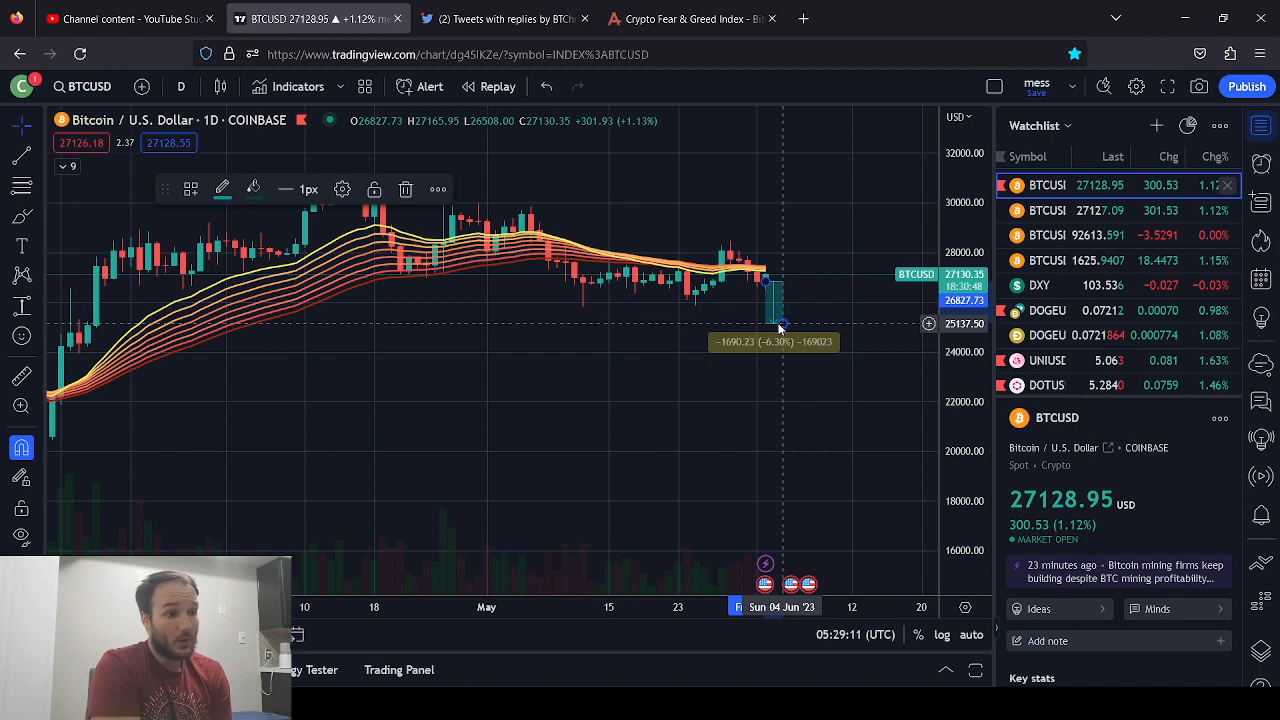 Channel content - YouTube Stu
BTCUSD 27128.95 ▲ +1.12% me
(2) Tweets with replies by BTCh
Crypto Fear & Greed Index - Bit
https://www.tradingview.com/chart/dg45lKZe/?symbol=INDEX%3ABTCUSD
C 1 BTCUSD D Indicators Alert Replay mess Save Publish
Bitcoin / U.S. Dollar · 1D · COINBASE O26827.73 H27165.95 L26508.00 C27130.35 +301.93 (+1.13%)
27126.18 2.37 27128.55
9
1px
USD
32000.00
30000.00
28000.00
BTCUSD 27130.35
18:30:48
26827.73
25137.50
−1690.23 (−6.30%) −169023
24000.00
22000.00
20000.00
18000.00
16000.00
10 18 May 15 23 Fr Sun 04 Jun '23 12 20
05:29:11 (UTC) % log auto
gy Tester Trading Panel
Watchlist
Symbol Last Chg Chg%
BTCUSI 27128.95 300.53 1.12
BTCUSI 27127.09 301.53 1.12%
BTCUSI 92613.591 −3.5291 0.00%
BTCUSI 1625.9407 18.4473 1.15%
DXY 103.536 −0.027 −0.03%
DOGEU 0.07212 0.00070 0.98%
DOGEU 0.0721864 0.000774 1.08%
UNIUSE 5.063 0.081 1.63%
DOTUS 5.2840 0.0759 1.46%
BTCUSD
Bitcoin / U.S. Dollar COINBASE
Spot • Crypto
27128.95 USD
300.53 (1.12%)
MARKET OPEN
23 minutes ago • Bitcoin mining firms keep
building despite BTC mining profitability...
Ideas Minds
Add note
Key stats